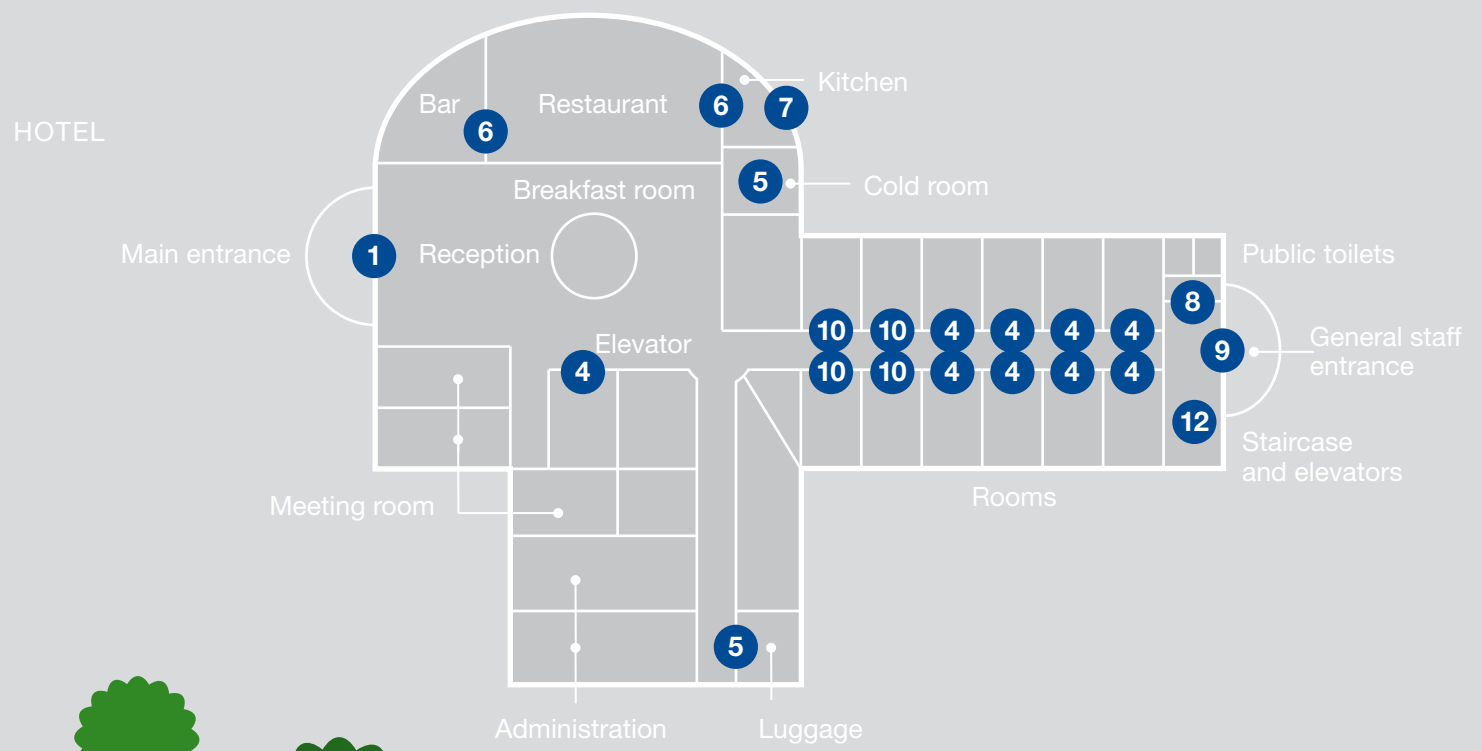 Kitchen
Bar
Restaurant
6
7
6
HOTEL
5
Cold room
Breakfast room
Main entrance
1
Reception
Public toilets
8
10
10
4
4
4
4
General staff
entrance
9
Elevator
4
10
10
4
4
4
4
12
Staircase
and elevators
Rooms
Meeting room
5
Administration
Luggage